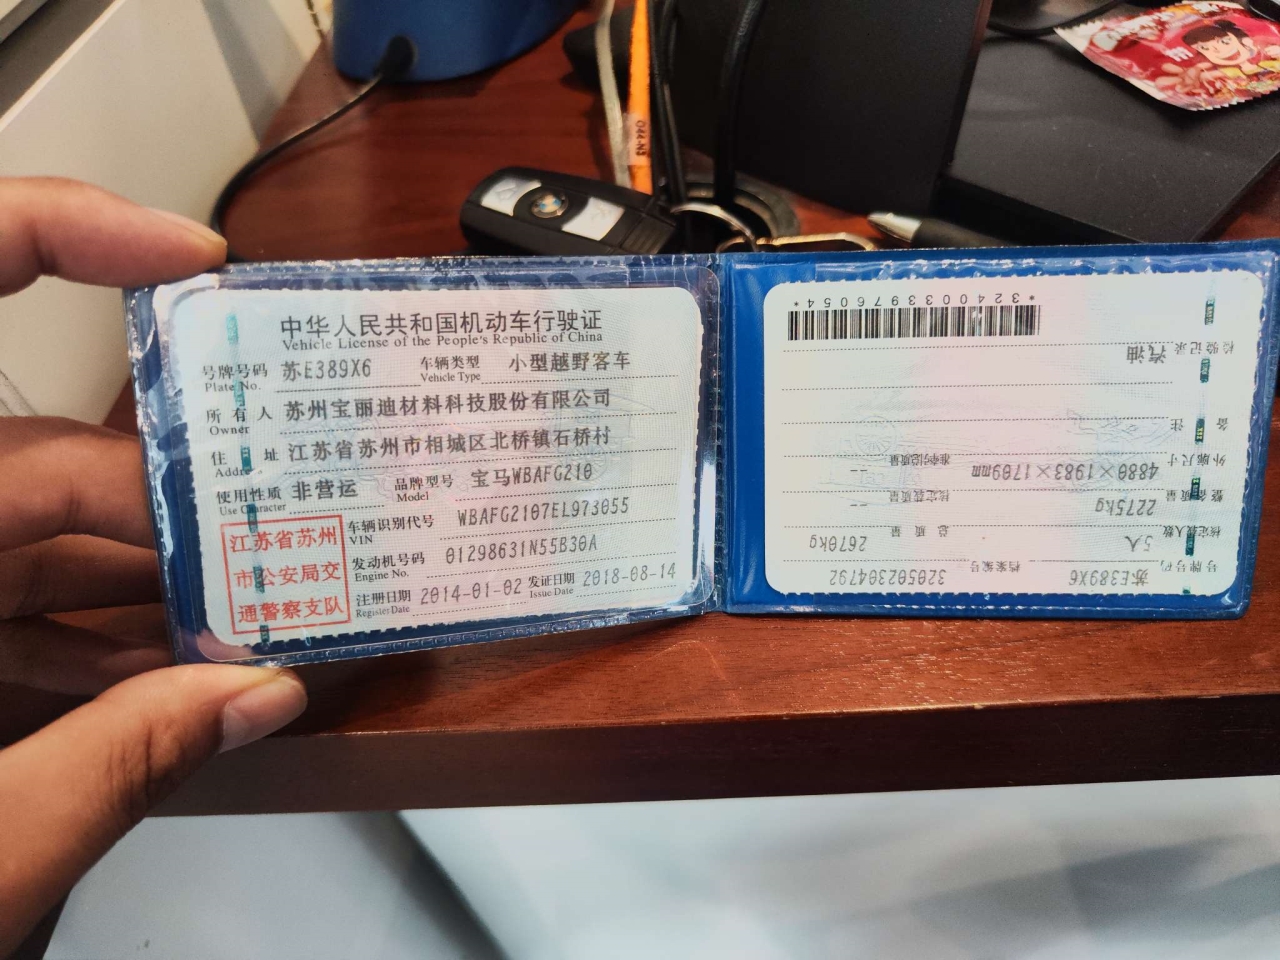 中华人民共和国机动车行驶证
Vehicle License of the People's Republic of China
号牌号码 苏E389X6 车辆类型 小型越野客车
Plate No. Vehicle Type
所有人 苏州宝丽迪材料科技股份有限公司
Owner
住址 江苏省苏州市相城区北桥镇石桥村
Address
使用性质 非营运 品牌型号 宝马WBAFG210
Use Character Model
江苏省苏州
市公安局交
通警察支队
车辆识别代号 WBAFG2107EL973055
VIN
发动机号码 01298631N55B30A
Engine No.
注册日期 2014-01-02 发证日期 2018-08-14
Register Date Issue Date
号牌号码 苏E389X6 档案编号 320502304792
核定载人数 5人 总质量 2670kg
整备质量 2275kg 核定载质量 --
外廓尺寸 4880×1983×1709mm 准牵引总质量 --
备注
检验记录 汽油
*3240033976054*